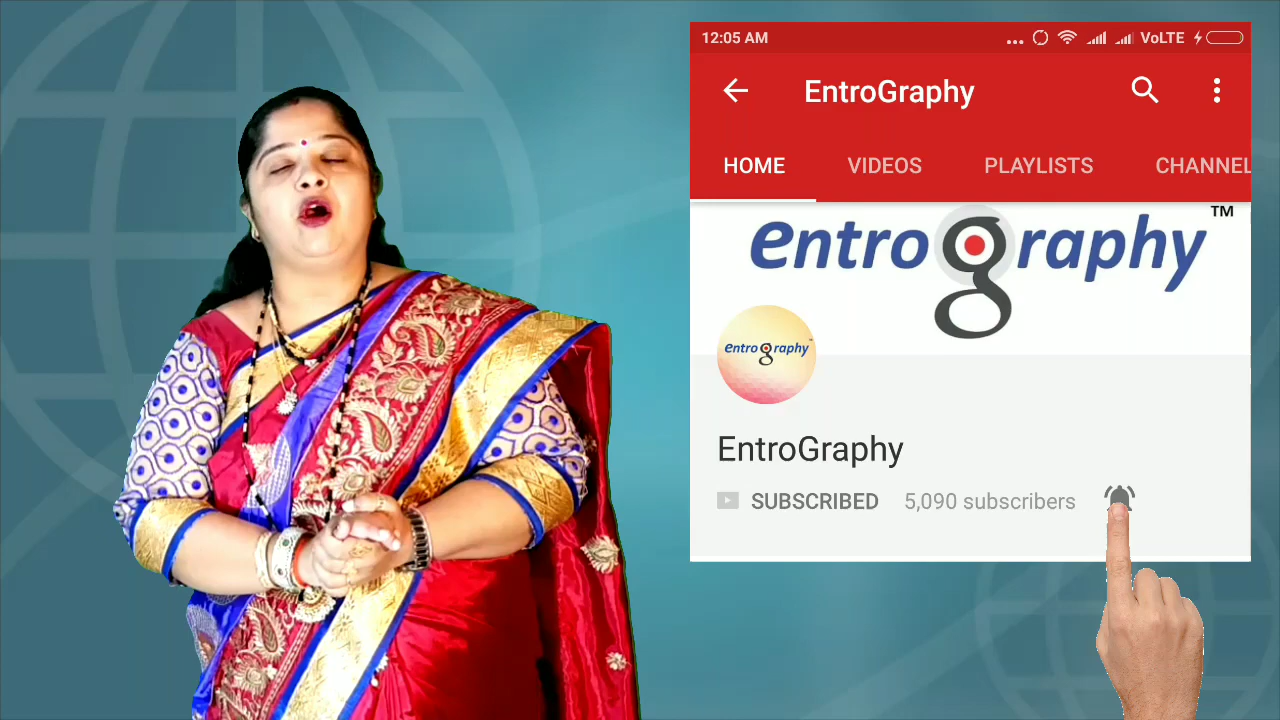 12:05 AM
VoLTE
EntroGraphy
HOME
VIDEOS
PLAYLISTS
CHANNEL
entrography
TM
entrography
EntroGraphy
SUBSCRIBED
5,090 subscribers